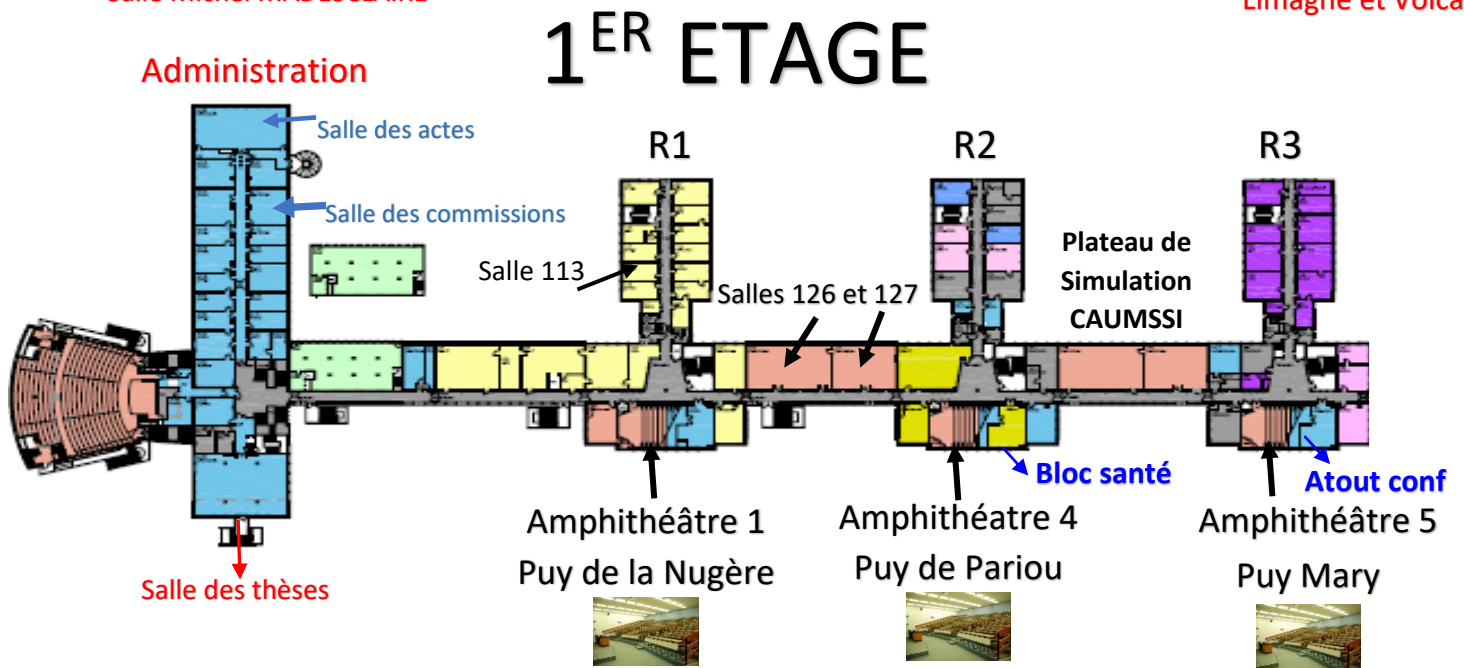 1ER ETAGE
Administration
Salle des actes
R1
R2
R3
Salle des commissions
Plateau de
Simulation
CAUMSSI
Salle 113
Salles 126 et 127
Bloc santé
Atout conf
Amphithéâtre 1
Puy de la Nugère
Amphithéatre 4
Puy de Pariou
Amphithéâtre 5
Puy Mary
Salle des thèses